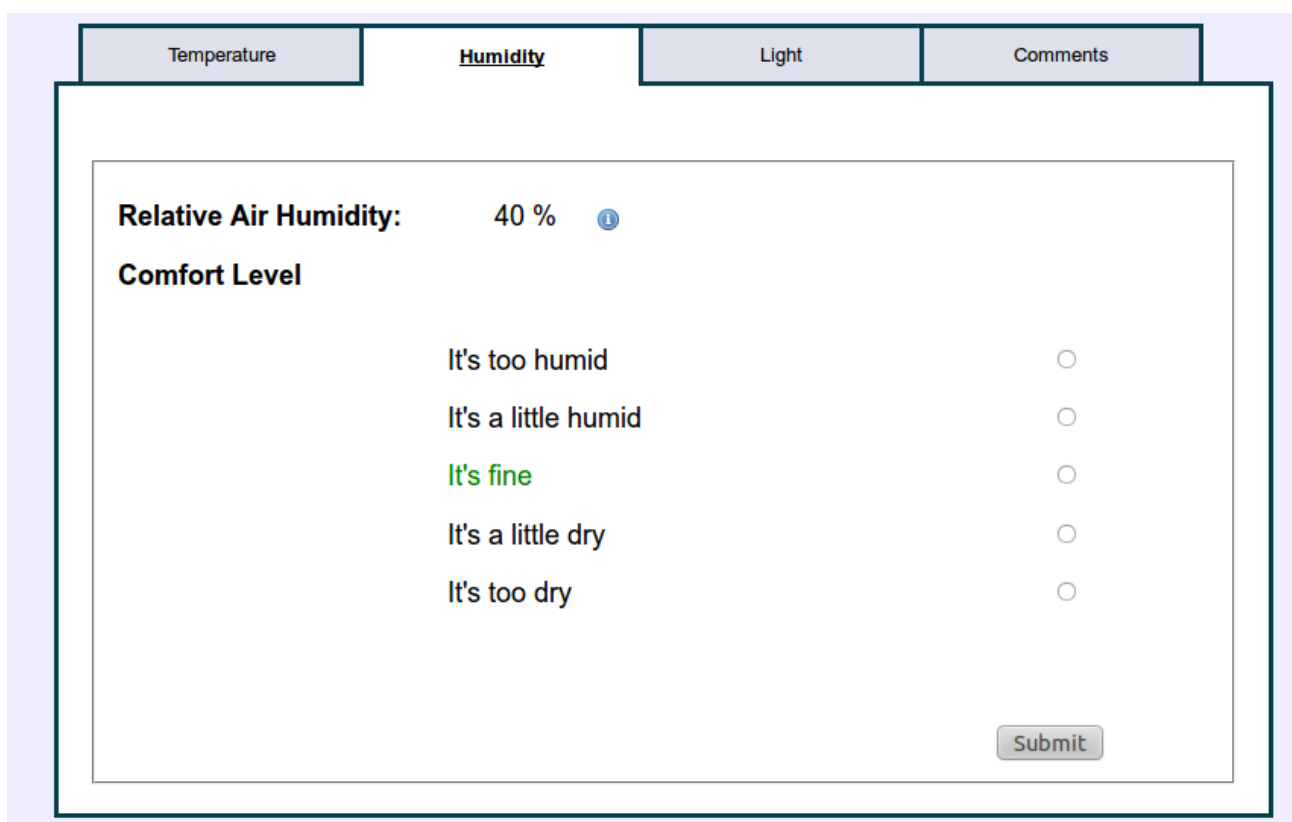 Temperature Humidity Light Comments
Relative Air Humidity: 40 %
Comfort Level
It's too humid
It's a little humid
It's fine
It's a little dry
It's too dry
Submit